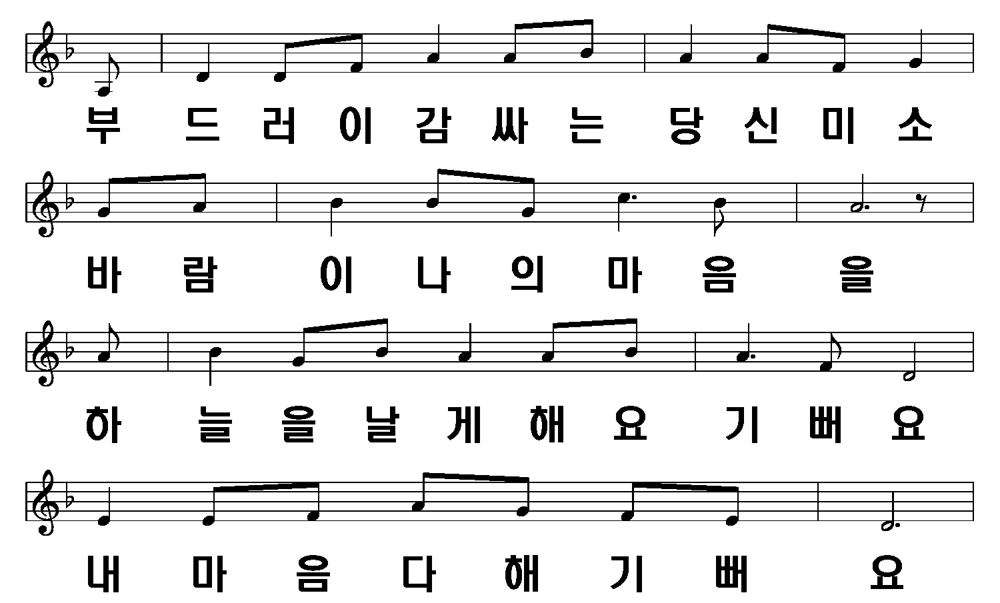 부 드 러 이 감 싸 는 당 신 미 소
바 람 이 나 의 마 음 을
하 늘 을 날 게 해 요 기 뻐 요
내 마 음 다 해 기 뻐 요